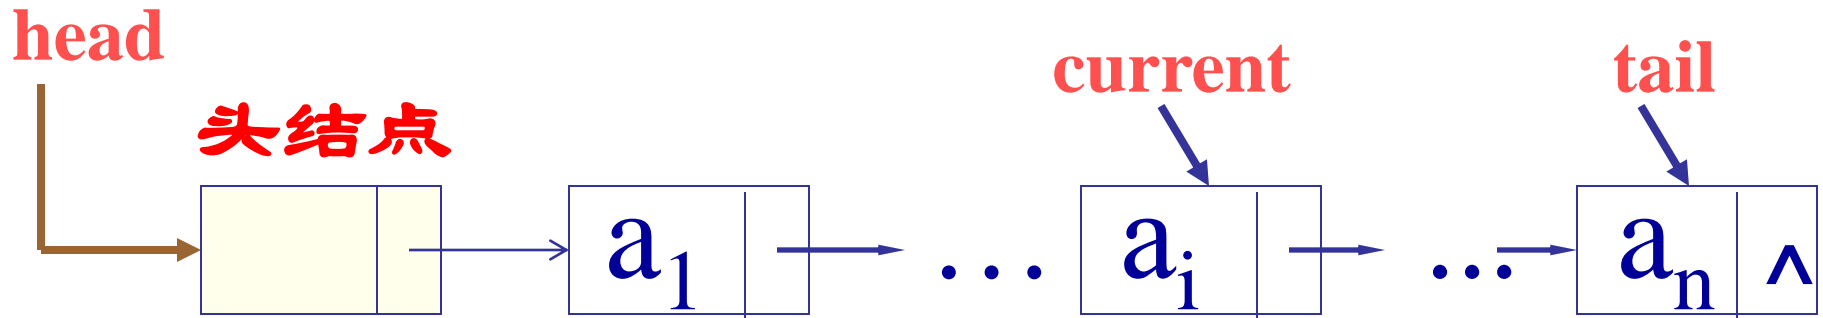 head
current
tail
头结点
a1
...
ai
...
an
^